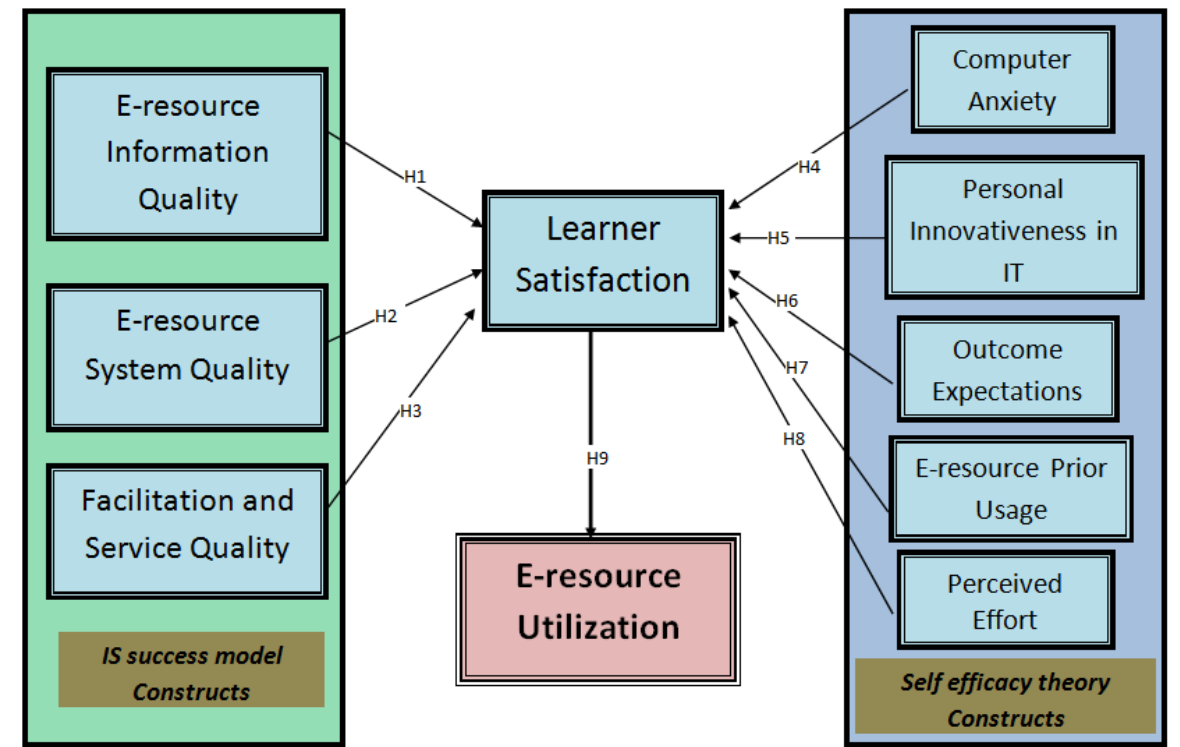 E-resource
Information
Quality
E-resource
System Quality
Facilitation and
Service Quality
IS success model
Constructs
H1
H2
H3
Learner
Satisfaction
H9
E-resource
Utilization
H4
H5
H6
H7
H8
Computer
Anxiety
Personal
Innovativeness in
IT
Outcome
Expectations
E-resource Prior
Usage
Perceived
Effort
Self efficacy theory
Constructs